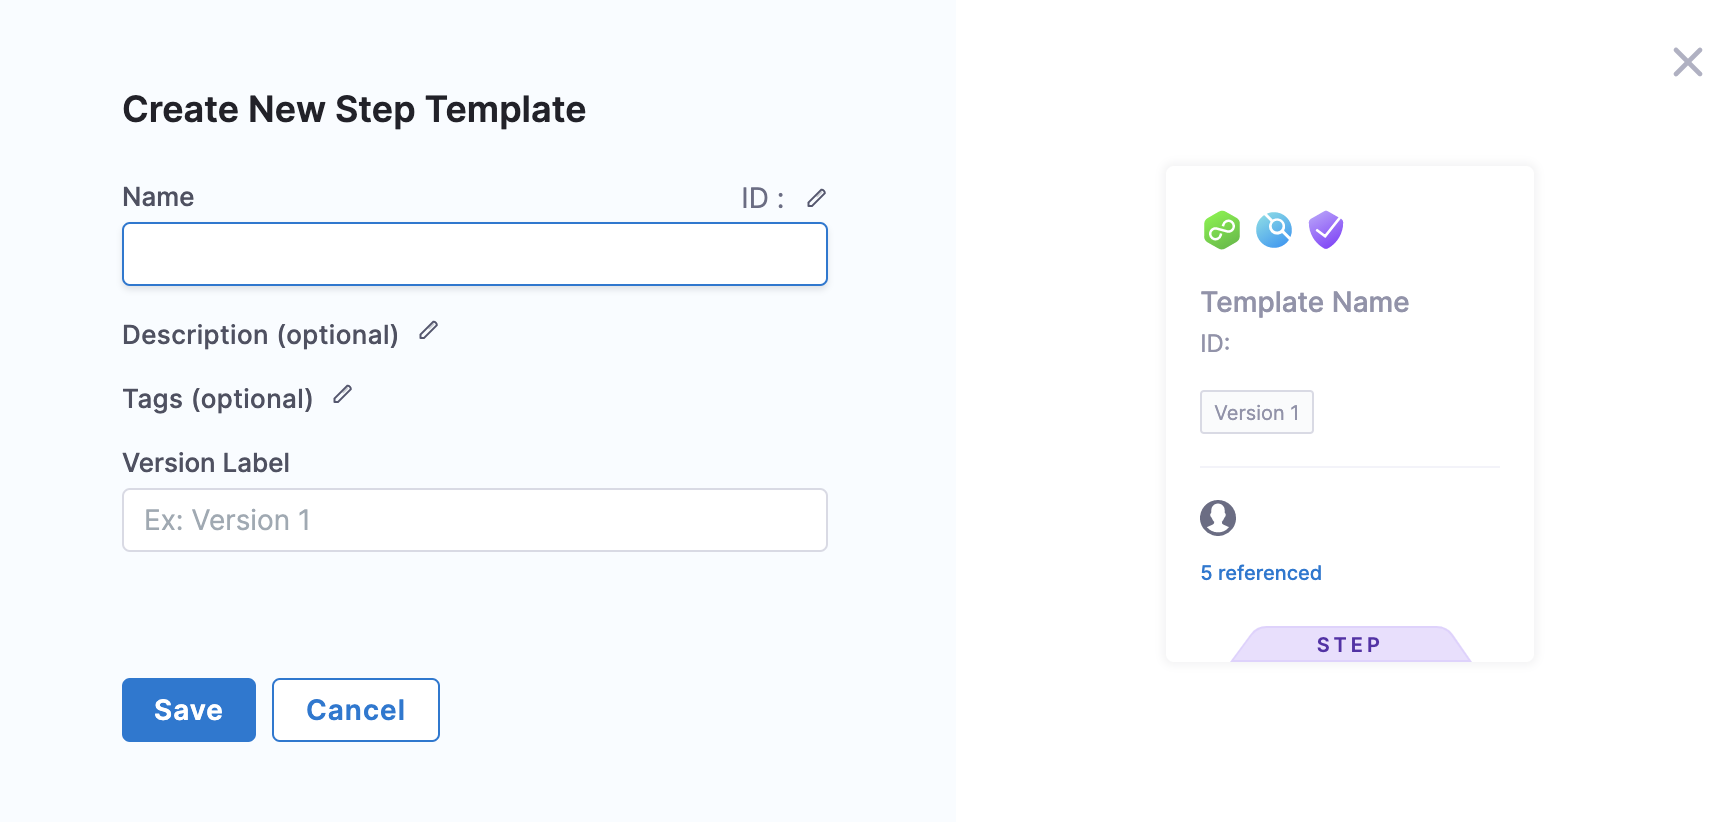 Create New Step Template
Name
ID :
Description (optional)
Tags (optional)
Version Label
Ex: Version 1
Save
Cancel
Template Name
ID:
Version 1
5 referenced
STEP